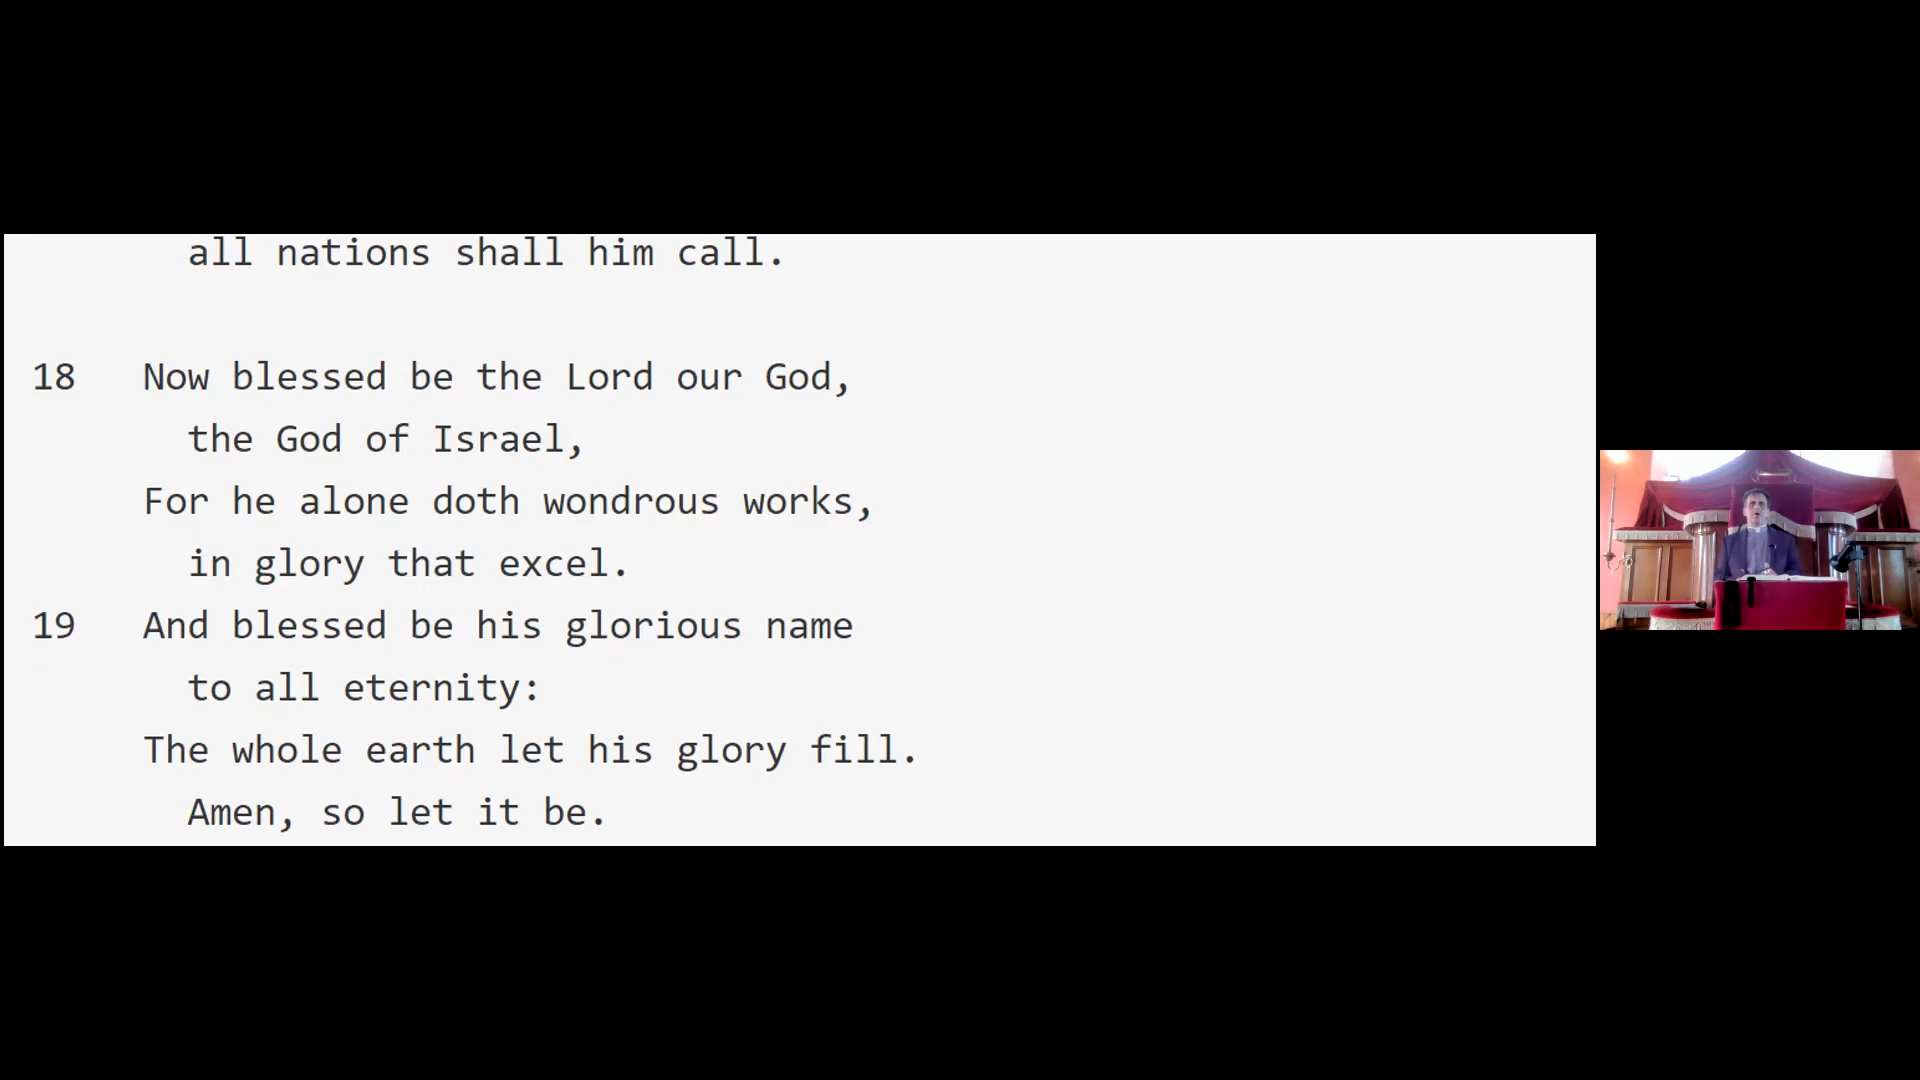 all nations shall him call.
18 Now blessed be the Lord our God,
the God of Israel,
For he alone doth wondrous works,
in glory that excel.
19 And blessed be his glorious name
to all eternity:
The whole earth let his glory fill.
Amen, so let it be.